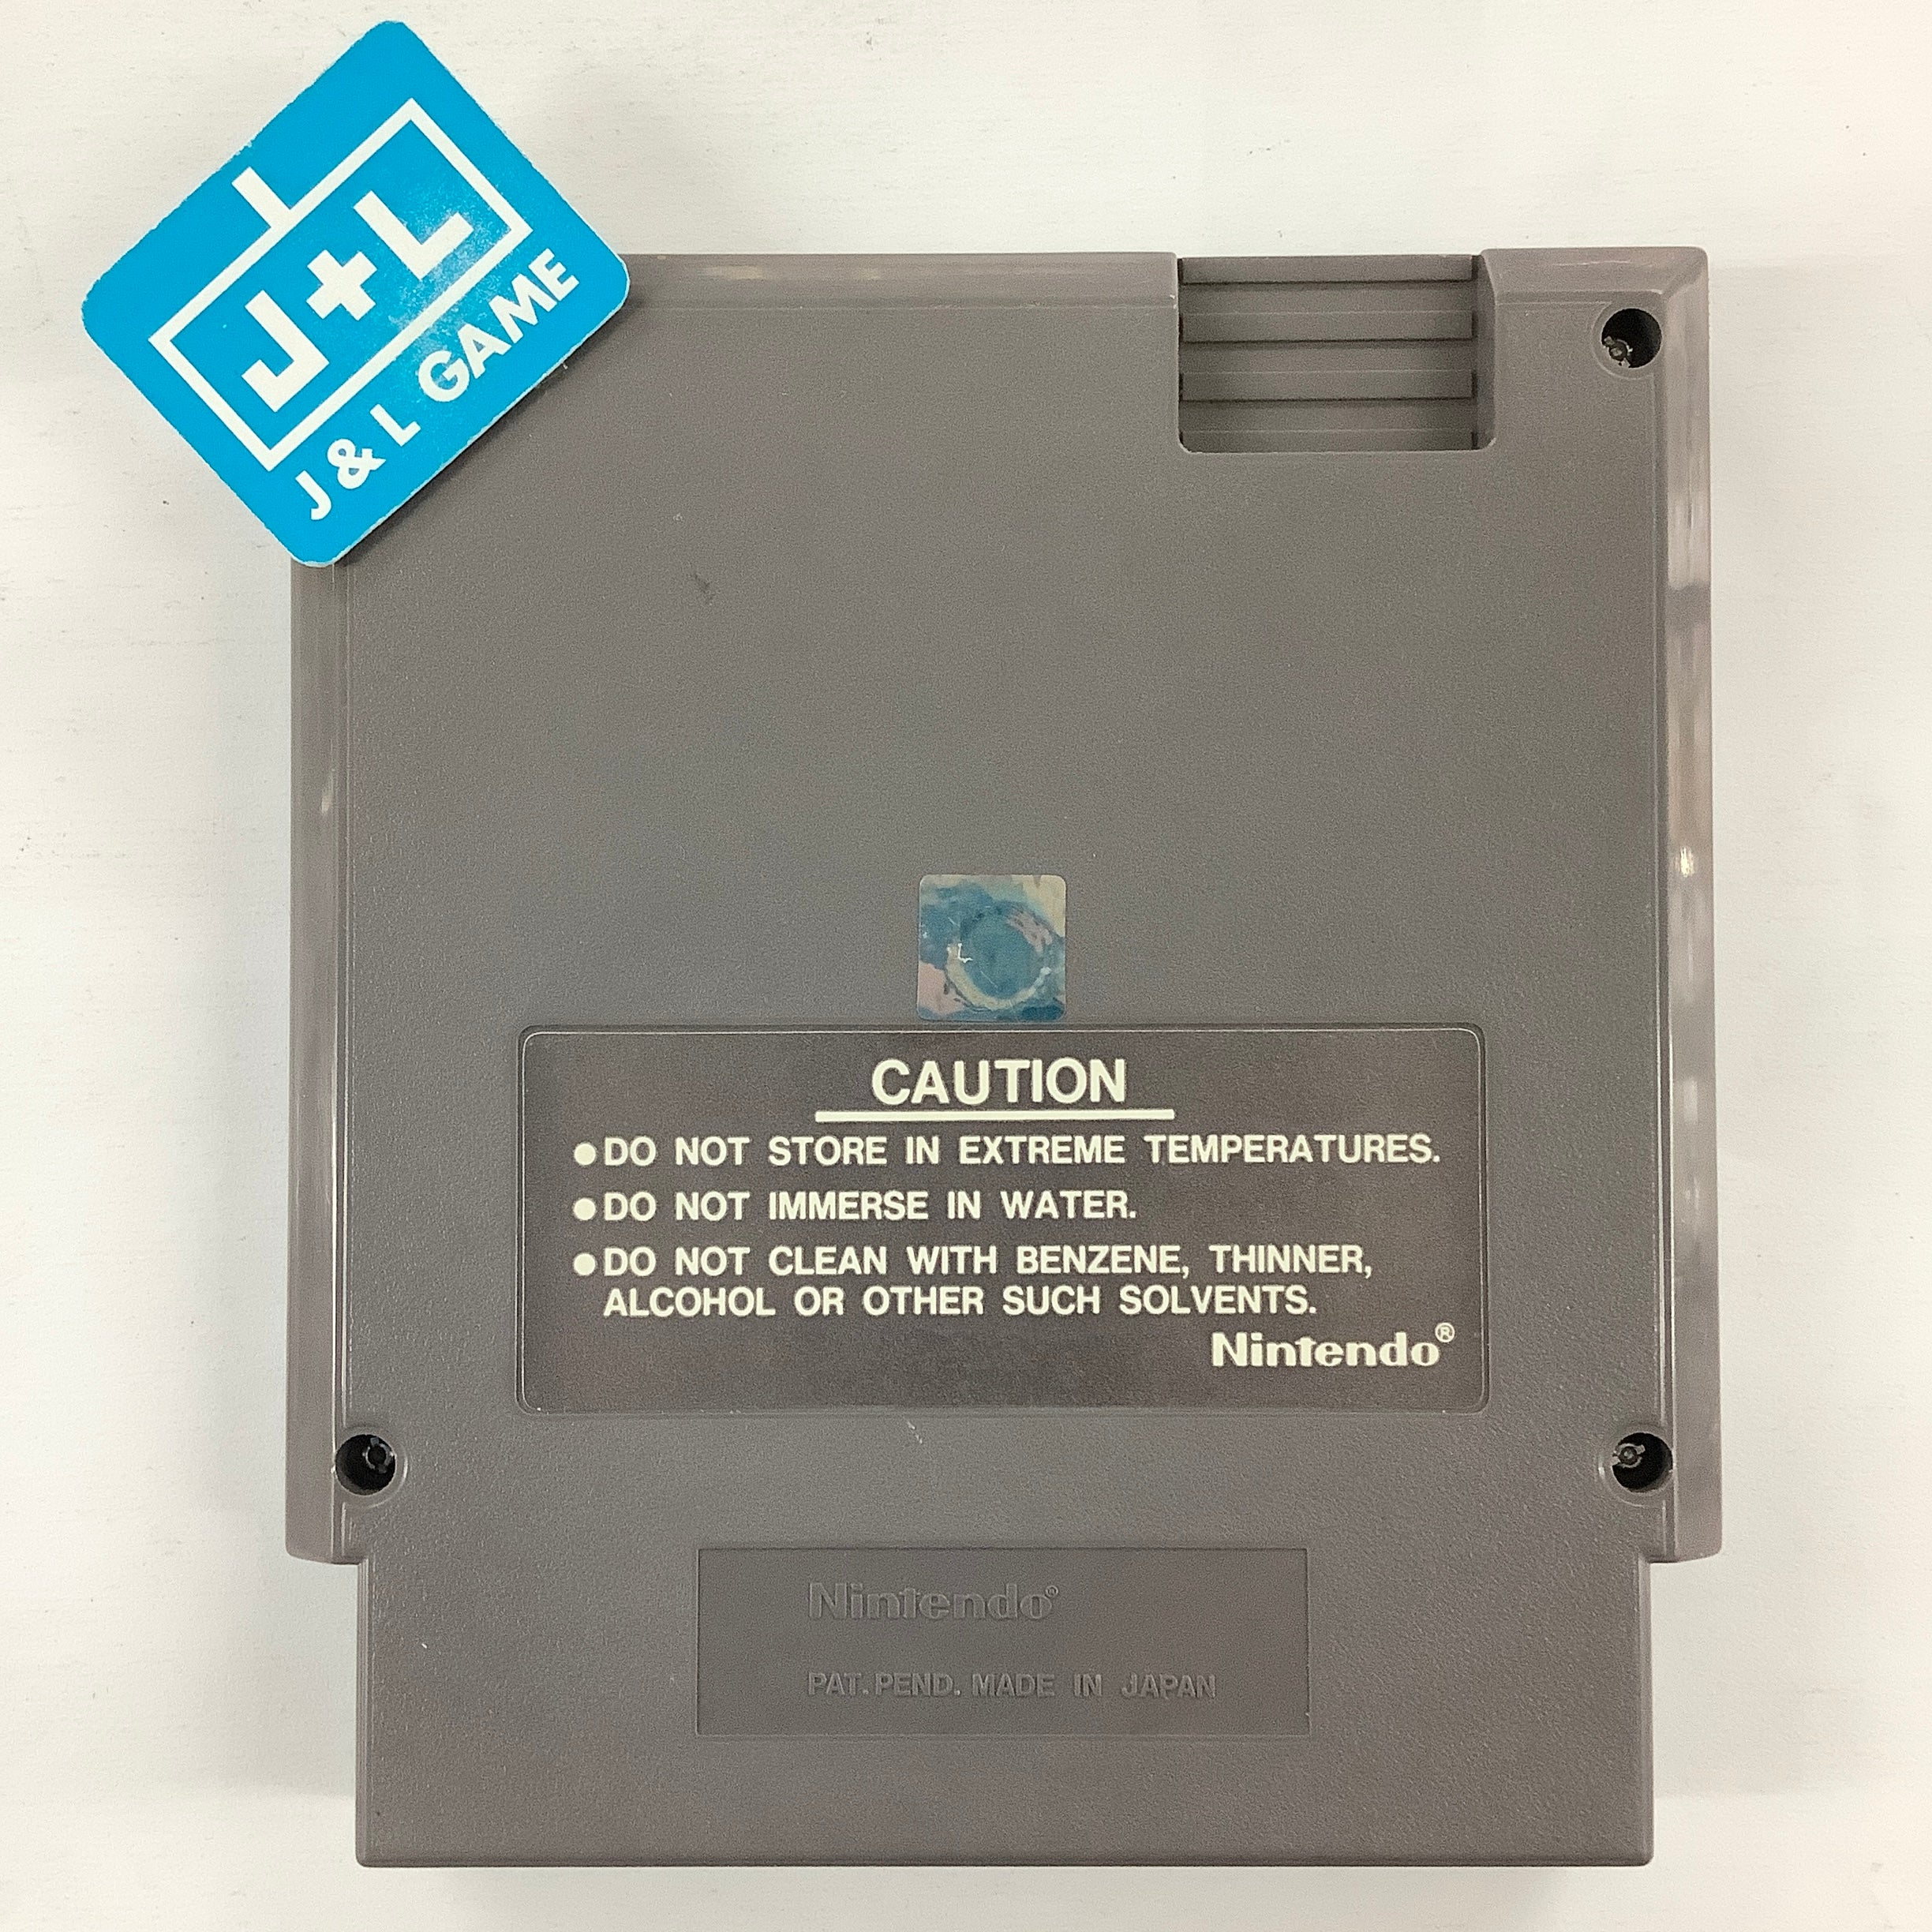 J+L
J & L GAME
CAUTION
●DO NOT STORE IN EXTREME TEMPERATURES.
●DO NOT IMMERSE IN WATER.
●DO NOT CLEAN WITH BENZENE, THINNER,
ALCOHOL OR OTHER SUCH SOLVENTS.
Nintendo®
Nintendo®
PAT. PEND. MADE IN JAPAN